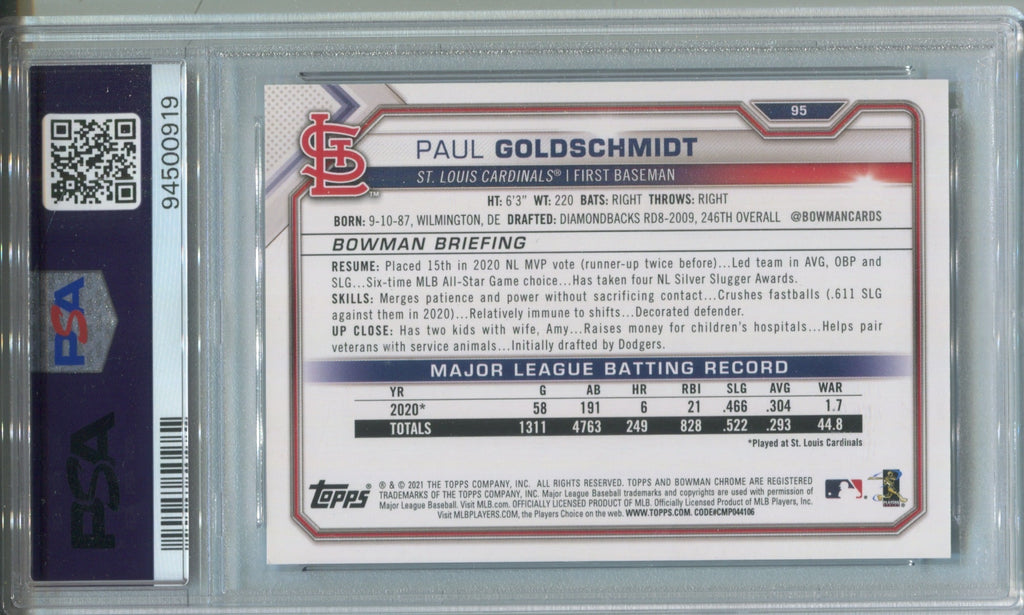 94500919
PSA
PSA
95
STL
PAUL GOLDSCHMIDT
ST. LOUIS CARDINALS® | FIRST BASEMAN
HT: 6'3" WT: 220 BATS: RIGHT THROWS: RIGHT
BORN: 9-10-87, WILMINGTON, DE DRAFTED: DIAMONDBACKS RD8-2009, 246TH OVERALL @BOWMANCARDS
BOWMAN BRIEFING
RESUME: Placed 15th in 2020 NL MVP vote (runner-up twice before)...Led team in AVG, OBP and
SLG...Six-time MLB All-Star Game choice...Has taken four NL Silver Slugger Awards.
SKILLS: Merges patience and power without sacrificing contact...Crushes fastballs (.611 SLG
against them in 2020)...Relatively immune to shifts...Decorated defender.
UP CLOSE: Has two kids with wife, Amy...Raises money for children's hospitals...Helps pair
veterans with service animals...Initially drafted by Dodgers.
MAJOR LEAGUE BATTING RECORD
YR G AB HR RBI SLG AVG WAR
2020* 58 191 6 21 .466 .304 1.7
TOTALS 1311 4763 249 828 .522 .293 44.8
*Played at St. Louis Cardinals
Topps®
® & © 2021 THE TOPPS COMPANY, INC. ALL RIGHTS RESERVED. TOPPS AND BOWMAN CHROME ARE REGISTERED
TRADEMARKS OF THE TOPPS COMPANY, INC. Major League Baseball trademarks and copyrights are used with permission of
Major League Baseball. Visit MLB.com. OFFICIALLY LICENSED PRODUCT OF MLB. Officially Licensed Product of MLB Players, Inc.
Visit MLBPLAYERS.COM, the Players Choice on the web. WWW.TOPPS.COM. CODE#CMP044106